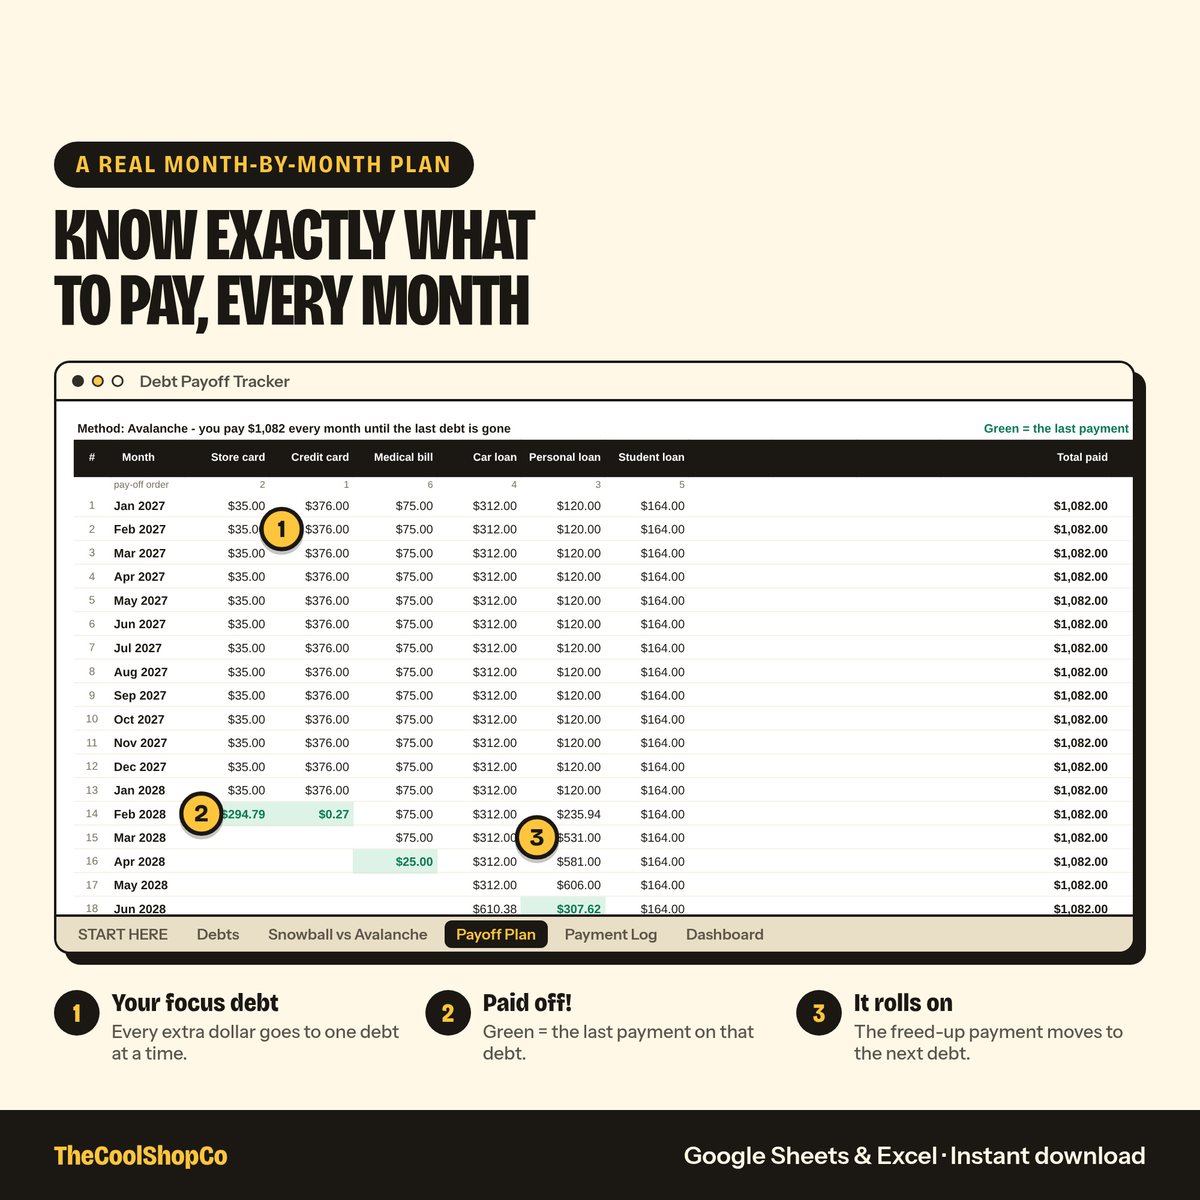 A REAL MONTH-BY-MONTH PLAN
KNOW EXACTLY WHAT
TO PAY, EVERY MONTH
Debt Payoff Tracker
Method: Avalanche - you pay $1,082 every month until the last debt is gone Green = the last payment
# Month Store card Credit card Medical bill Car loan Personal loan Student loan Total paid
pay-off order 2 1 6 4 3 5
1 Jan 2027 $35.00 $376.00 $75.00 $312.00 $120.00 $164.00 $1,082.00
2 Feb 2027 $35.0 1 $376.00 $75.00 $312.00 $120.00 $164.00 $1,082.00
3 Mar 2027 $35.00 $376.00 $75.00 $312.00 $120.00 $164.00 $1,082.00
4 Apr 2027 $35.00 $376.00 $75.00 $312.00 $120.00 $164.00 $1,082.00
5 May 2027 $35.00 $376.00 $75.00 $312.00 $120.00 $164.00 $1,082.00
6 Jun 2027 $35.00 $376.00 $75.00 $312.00 $120.00 $164.00 $1,082.00
7 Jul 2027 $35.00 $376.00 $75.00 $312.00 $120.00 $164.00 $1,082.00
8 Aug 2027 $35.00 $376.00 $75.00 $312.00 $120.00 $164.00 $1,082.00
9 Sep 2027 $35.00 $376.00 $75.00 $312.00 $120.00 $164.00 $1,082.00
10 Oct 2027 $35.00 $376.00 $75.00 $312.00 $120.00 $164.00 $1,082.00
11 Nov 2027 $35.00 $376.00 $75.00 $312.00 $120.00 $164.00 $1,082.00
12 Dec 2027 $35.00 $376.00 $75.00 $312.00 $120.00 $164.00 $1,082.00
13 Jan 2028 $35.00 $376.00 $75.00 $312.00 $120.00 $164.00 $1,082.00
14 Feb 2028 2 $294.79 $0.27 $75.00 $312.00 $235.94 $164.00 $1,082.00
15 Mar 2028 $75.00 $312.00 3 $531.00 $164.00 $1,082.00
16 Apr 2028 $25.00 $312.00 $581.00 $164.00 $1,082.00
17 May 2028 $312.00 $606.00 $164.00 $1,082.00
18 Jun 2028 $610.38 $307.62 $164.00 $1,082.00
START HERE Debts Snowball vs Avalanche Payoff Plan Payment Log Dashboard
1 Your focus debt
Every extra dollar goes to one debt
at a time.
2 Paid off!
Green = the last payment on that
debt.
3 It rolls on
The freed-up payment moves to
the next debt.
TheCoolShopCo
Google Sheets & Excel · Instant download